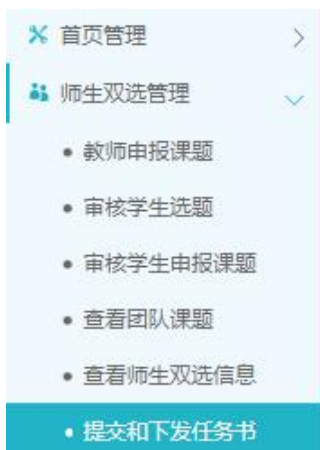 首页管理
师生双选管理
教师申报课题
审核学生选题
审核学生申报课题
查看团队课题
查看师生双选信息
提交和下发任务书